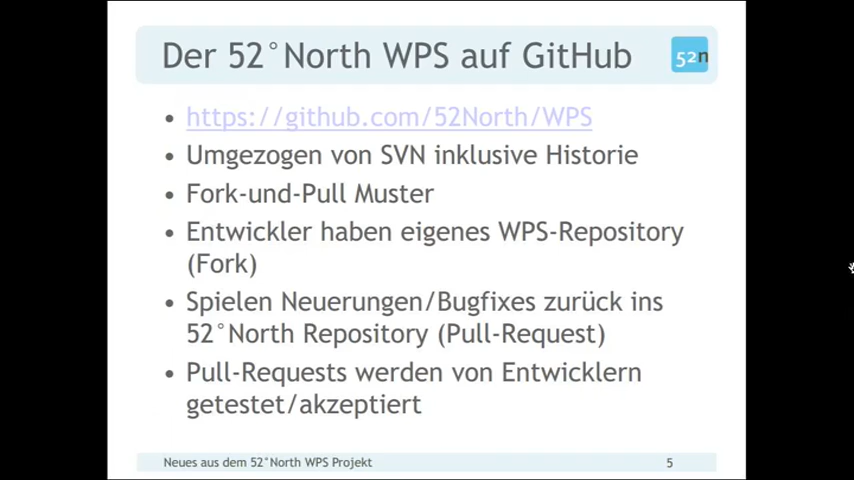 Der 52°North WPS auf GitHub
52n
• https://github.com/52North/WPS
• Umgezogen von SVN inklusive Historie
• Fork-und-Pull Muster
• Entwickler haben eigenes WPS-Repository
(Fork)
• Spielen Neuerungen/Bugfixes zurück ins
52°North Repository (Pull-Request)
• Pull-Requests werden von Entwicklern
getestet/akzeptiert
Neues aus dem 52°North WPS Projekt
5